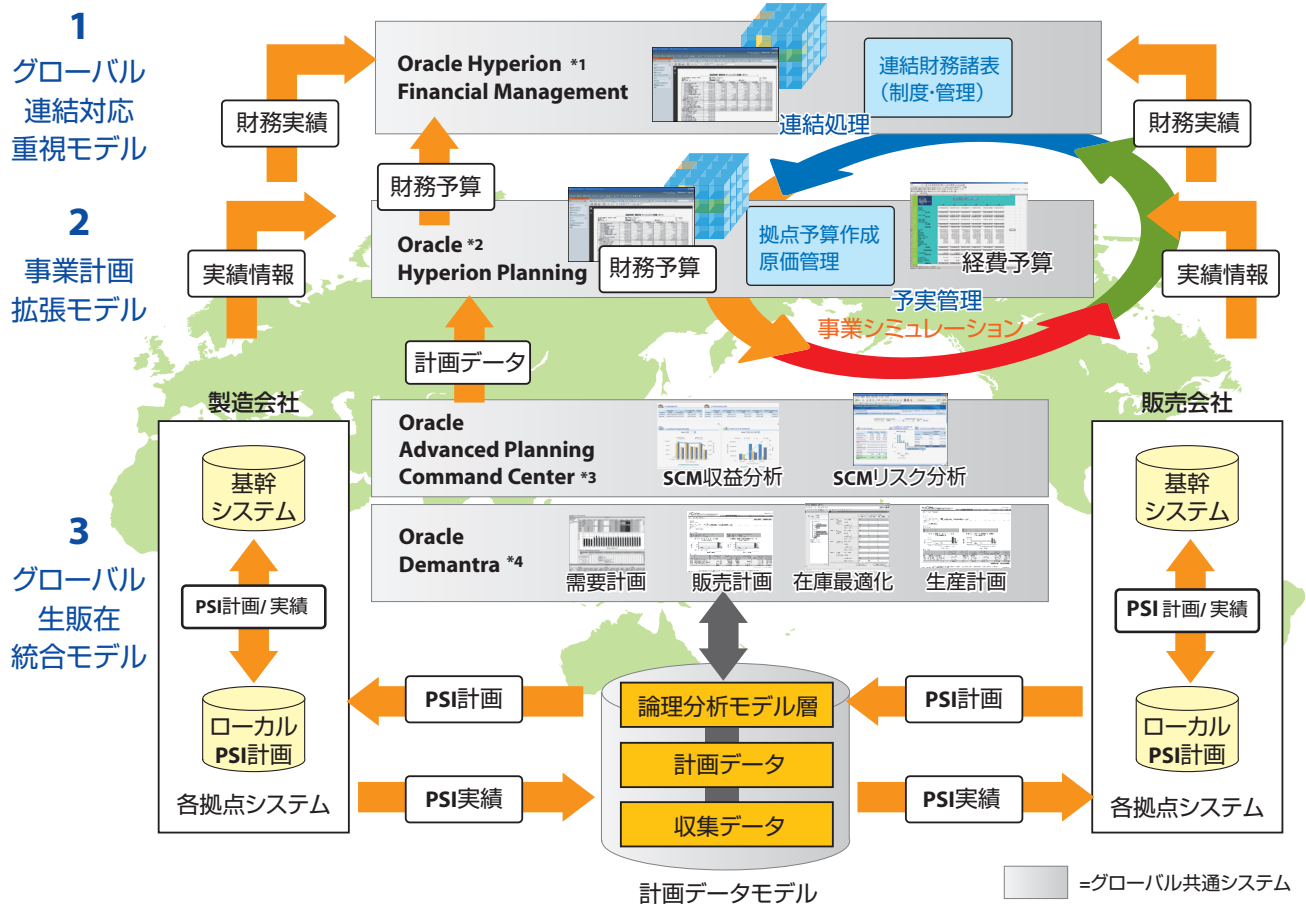 1
グローバル
連結対応
重視モデル
財務実績
Oracle Hyperion *1
Financial Management
連結財務諸表
(制度・管理)
連結処理
財務実績
財務予算
2
事業計画
拡張モデル
実績情報
Oracle *2
Hyperion Planning
財務予算
拠点予算作成
原価管理
経費予算
予実管理
事業シミュレーション
実績情報
計画データ
3
グローバル
生販在
統合モデル
製造会社
基幹
システム
PSI計画/実績
ローカル
PSI計画
各拠点システム
Oracle
Advanced Planning
Command Center *3
SCM収益分析
SCMリスク分析
Oracle
Demantra *4
需要計画
販売計画
在庫最適化
生産計画
PSI計画
PSI実績
論理分析モデル層
計画データ
収集データ
計画データモデル
PSI計画
PSI実績
販売会社
基幹
システム
PSI 計画/実績
ローカル
PSI計画
各拠点システム
=グローバル共通システム